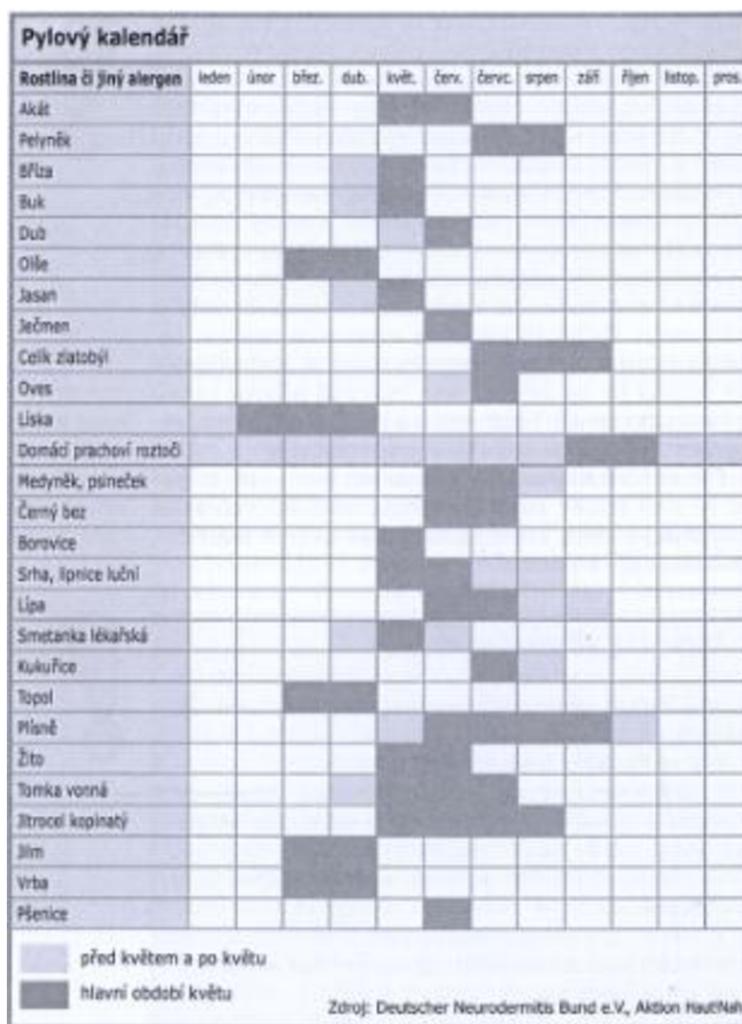 Pylový kalendář
Rostlina či jiný alergen leden únor břez. dub. květ. červ. červc. srpen září říjen listop. pros.
Akát
Pelyněk
Bříza
Buk
Dub
Olše
Jasan
Ječmen
Celík zlatobýl
Oves
Líska
Domácí prachoví roztoči
Medyněk, psineček
Černý bez
Borovice
Srha, lipnice luční
Lípa
Smetanka lékařská
Kukuřice
Topol
Plísně
Žito
Tomka vonná
Jitrocel kopinatý
Jilm
Vrba
Pšenice
před květem a po květu
hlavní období květu
Zdroj: Deutscher Neurodermitis Bund e.V., Aktion HautNah